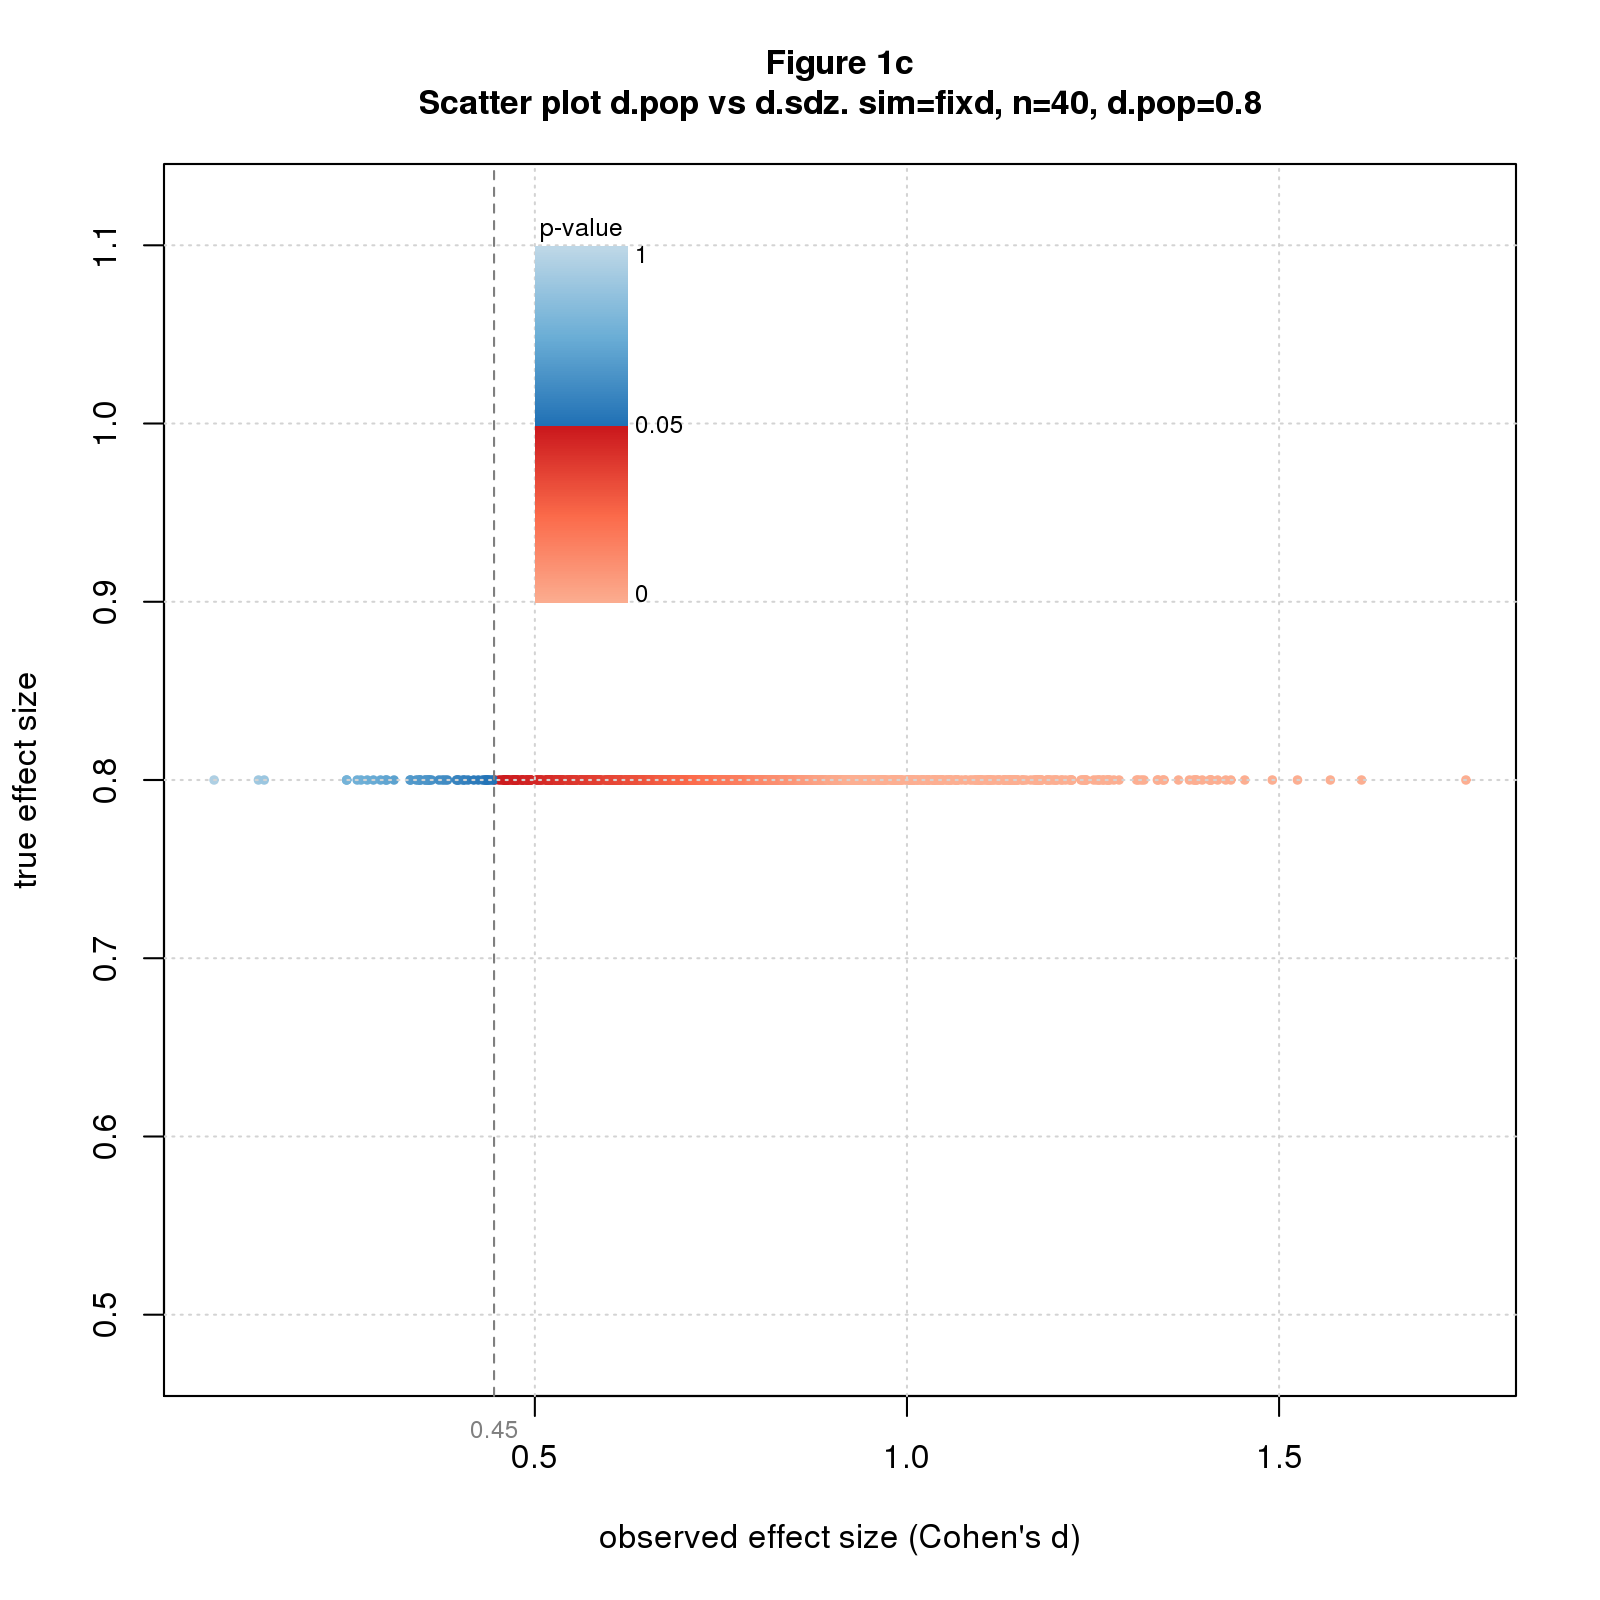 Figure 1c
Scatter plot d.pop vs d.sdz. sim=fixd, n=40, d.pop=0.8
p-value
1
0.05
0
1.1
1.0
0.9
0.8
0.7
0.6
0.5
true effect size
0.45
0.5
1.0
1.5
observed effect size (Cohen's d)